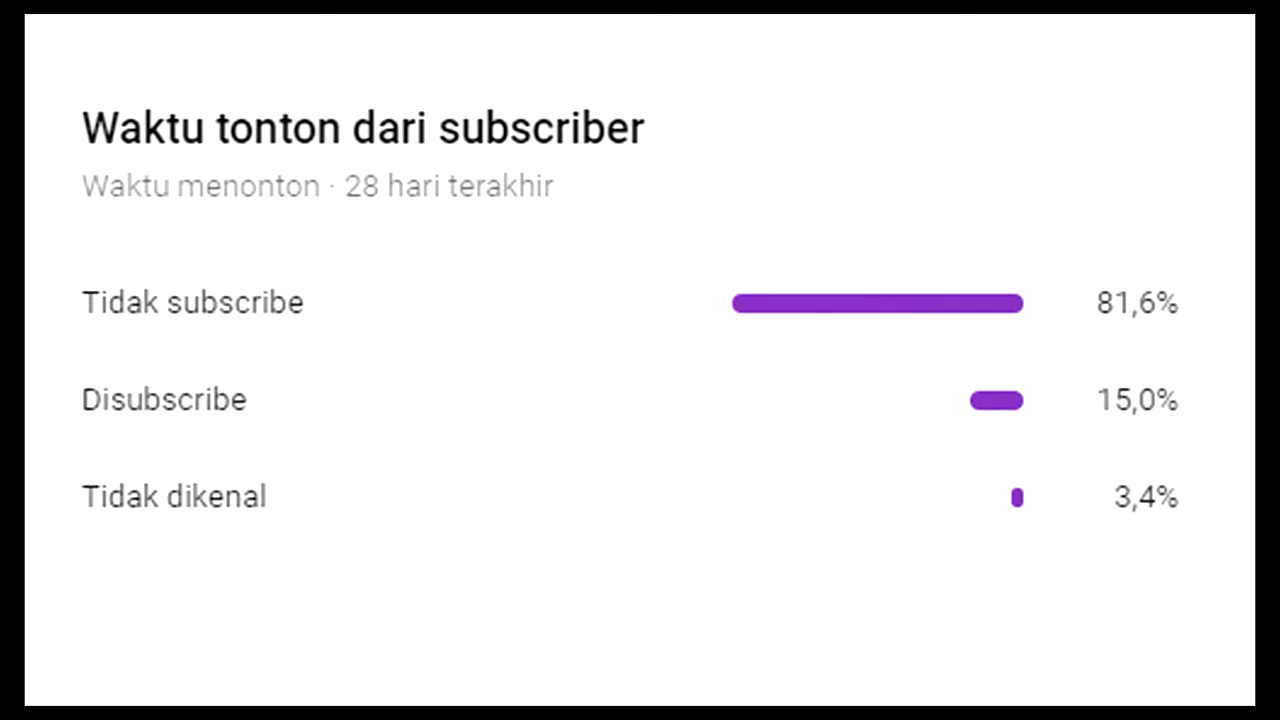 Waktu tonton dari subscriber
Waktu menonton · 28 hari terakhir
Tidak subscribe 81,6%
Disubscribe 15,0%
Tidak dikenal 3,4%